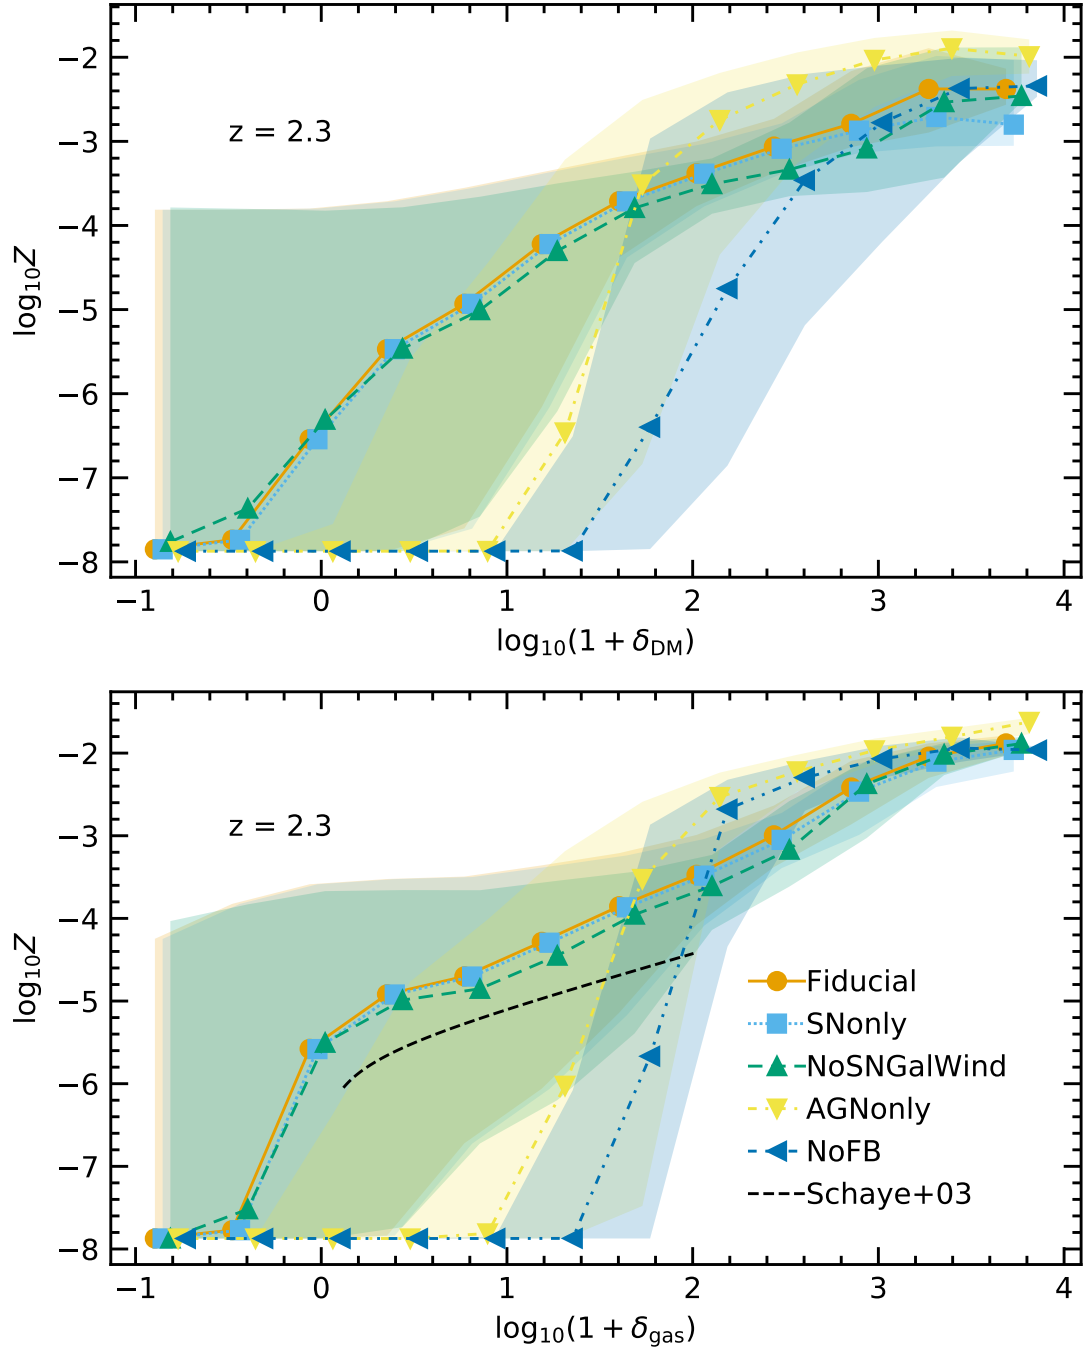 −2
−3
−4
−5
−6
−7
−8
log₁₀Z
z = 2.3
−1 0 1 2 3 4
log₁₀(1 + δ_DM)
−2
−3
−4
−5
−6
−7
−8
log₁₀Z
z = 2.3
Fiducial
SNonly
NoSNGalWind
AGNonly
NoFB
Schaye+03
−1 0 1 2 3 4
log₁₀(1 + δ_gas)